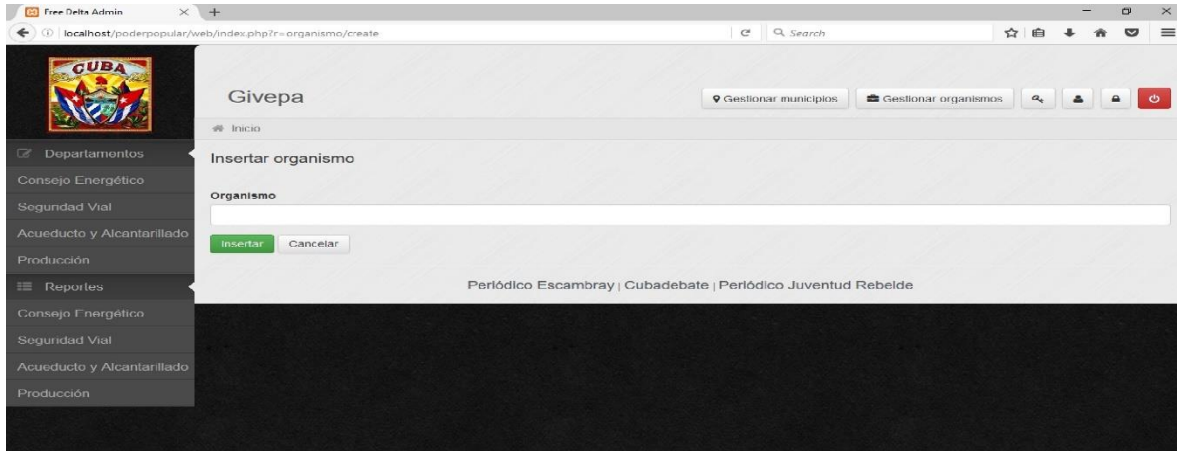 Free Delta Admin
localhost/poderpopular/web/index.php?r=organismo/create
Search
CUBA
Givepa
Gestionar municipios
Gestionar organismos
Inicio
Departamentos
Consejo Energético
Seguridad Vial
Acueducto y Alcantarillado
Producción
Reportes
Consejo Energético
Seguridad Vial
Acueducto y Alcantarillado
Producción
Insertar organismo
Organismo
Insertar Cancelar
Periódico Escambray | Cubadebate | Periódico Juventud Rebelde